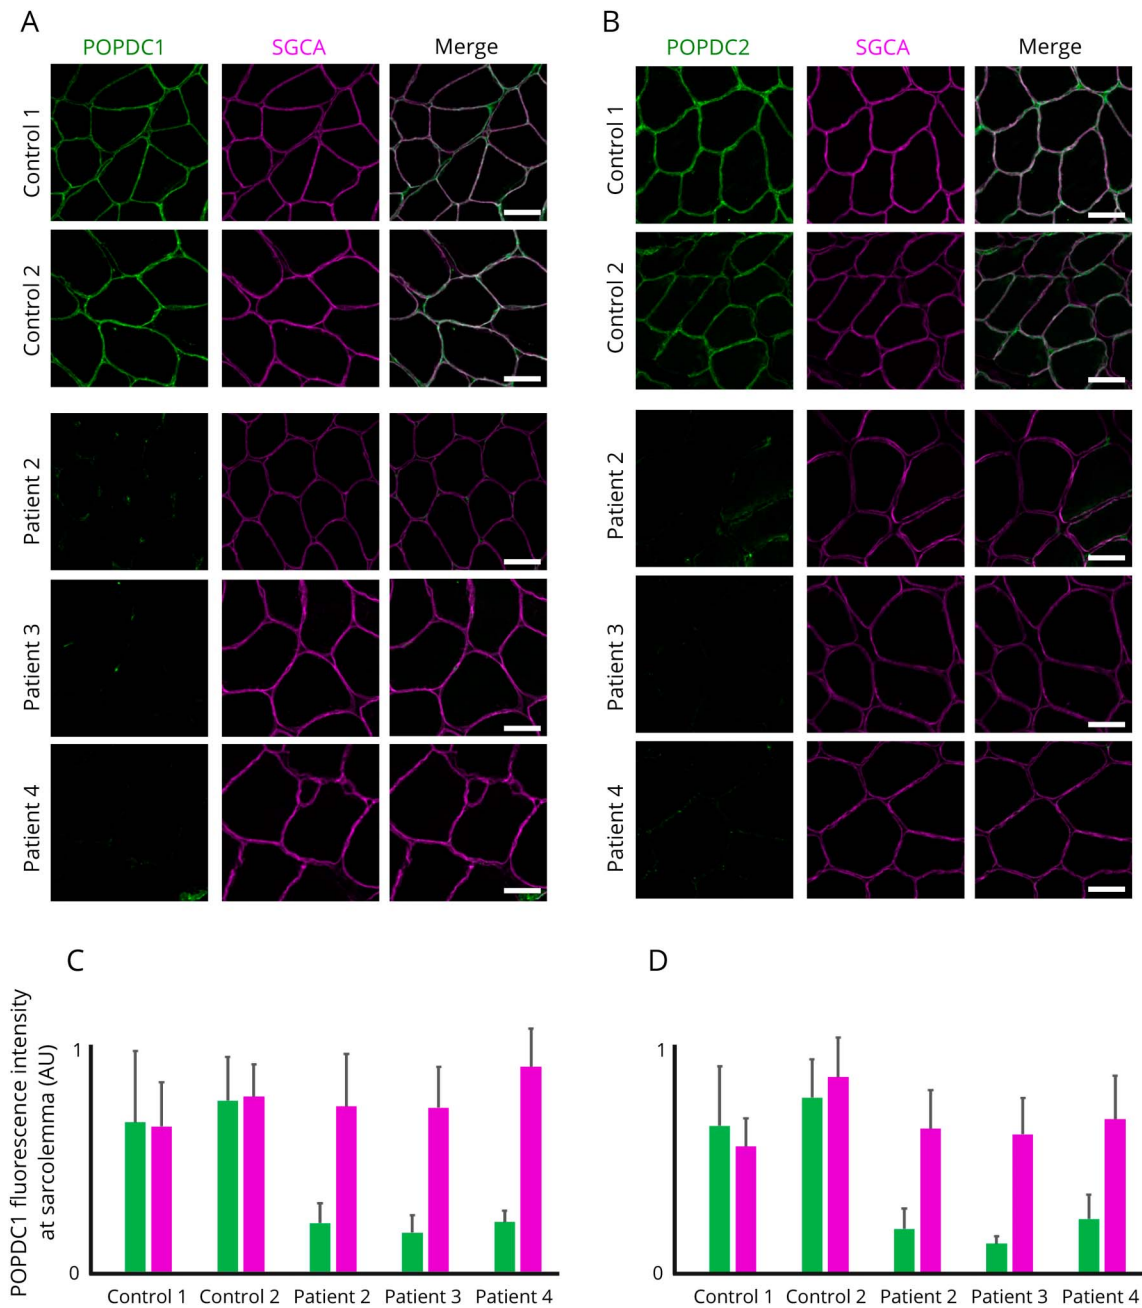 A
POPDC1 SGCA Merge
Control 1
Control 2
Patient 2
Patient 3
Patient 4
B
POPDC2 SGCA Merge
Control 1
Control 2
Patient 2
Patient 3
Patient 4
C
POPDC1 fluorescence intensity
at sarcolemma (AU)
1
0
Control 1 Control 2 Patient 2 Patient 3 Patient 4
D
1
0
Control 1 Control 2 Patient 2 Patient 3 Patient 4